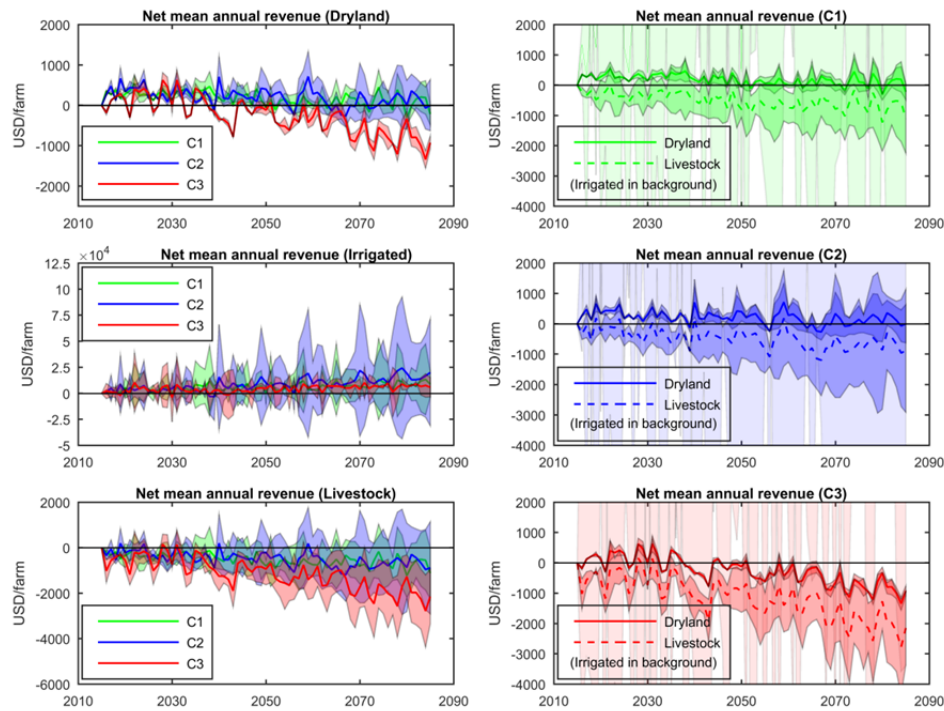 Net mean annual revenue (Dryland)
2000
1000
0
-1000
-2000
USD/farm
C1
C2
C3
2010 2030 2050 2070 2090
Net mean annual revenue (C1)
2000
1000
0
-1000
-2000
-3000
-4000
USD/farm
Dryland
Livestock
(Irrigated in background)
2010 2030 2050 2070 2090
Net mean annual revenue (Irrigated)
×10⁴
12.5
10
7.5
5
2.5
0
-2.5
-5
USD/farm
C1
C2
C3
2010 2030 2050 2070 2090
Net mean annual revenue (C2)
2000
1000
0
-1000
-2000
-3000
-4000
USD/farm
Dryland
Livestock
(Irrigated in background)
2010 2030 2050 2070 2090
Net mean annual revenue (Livestock)
2000
0
-2000
-4000
-6000
USD/farm
C1
C2
C3
2010 2030 2050 2070 2090
Net mean annual revenue (C3)
2000
1000
0
-1000
-2000
-3000
-4000
USD/farm
Dryland
Livestock
(Irrigated in background)
2010 2030 2050 2070 2090